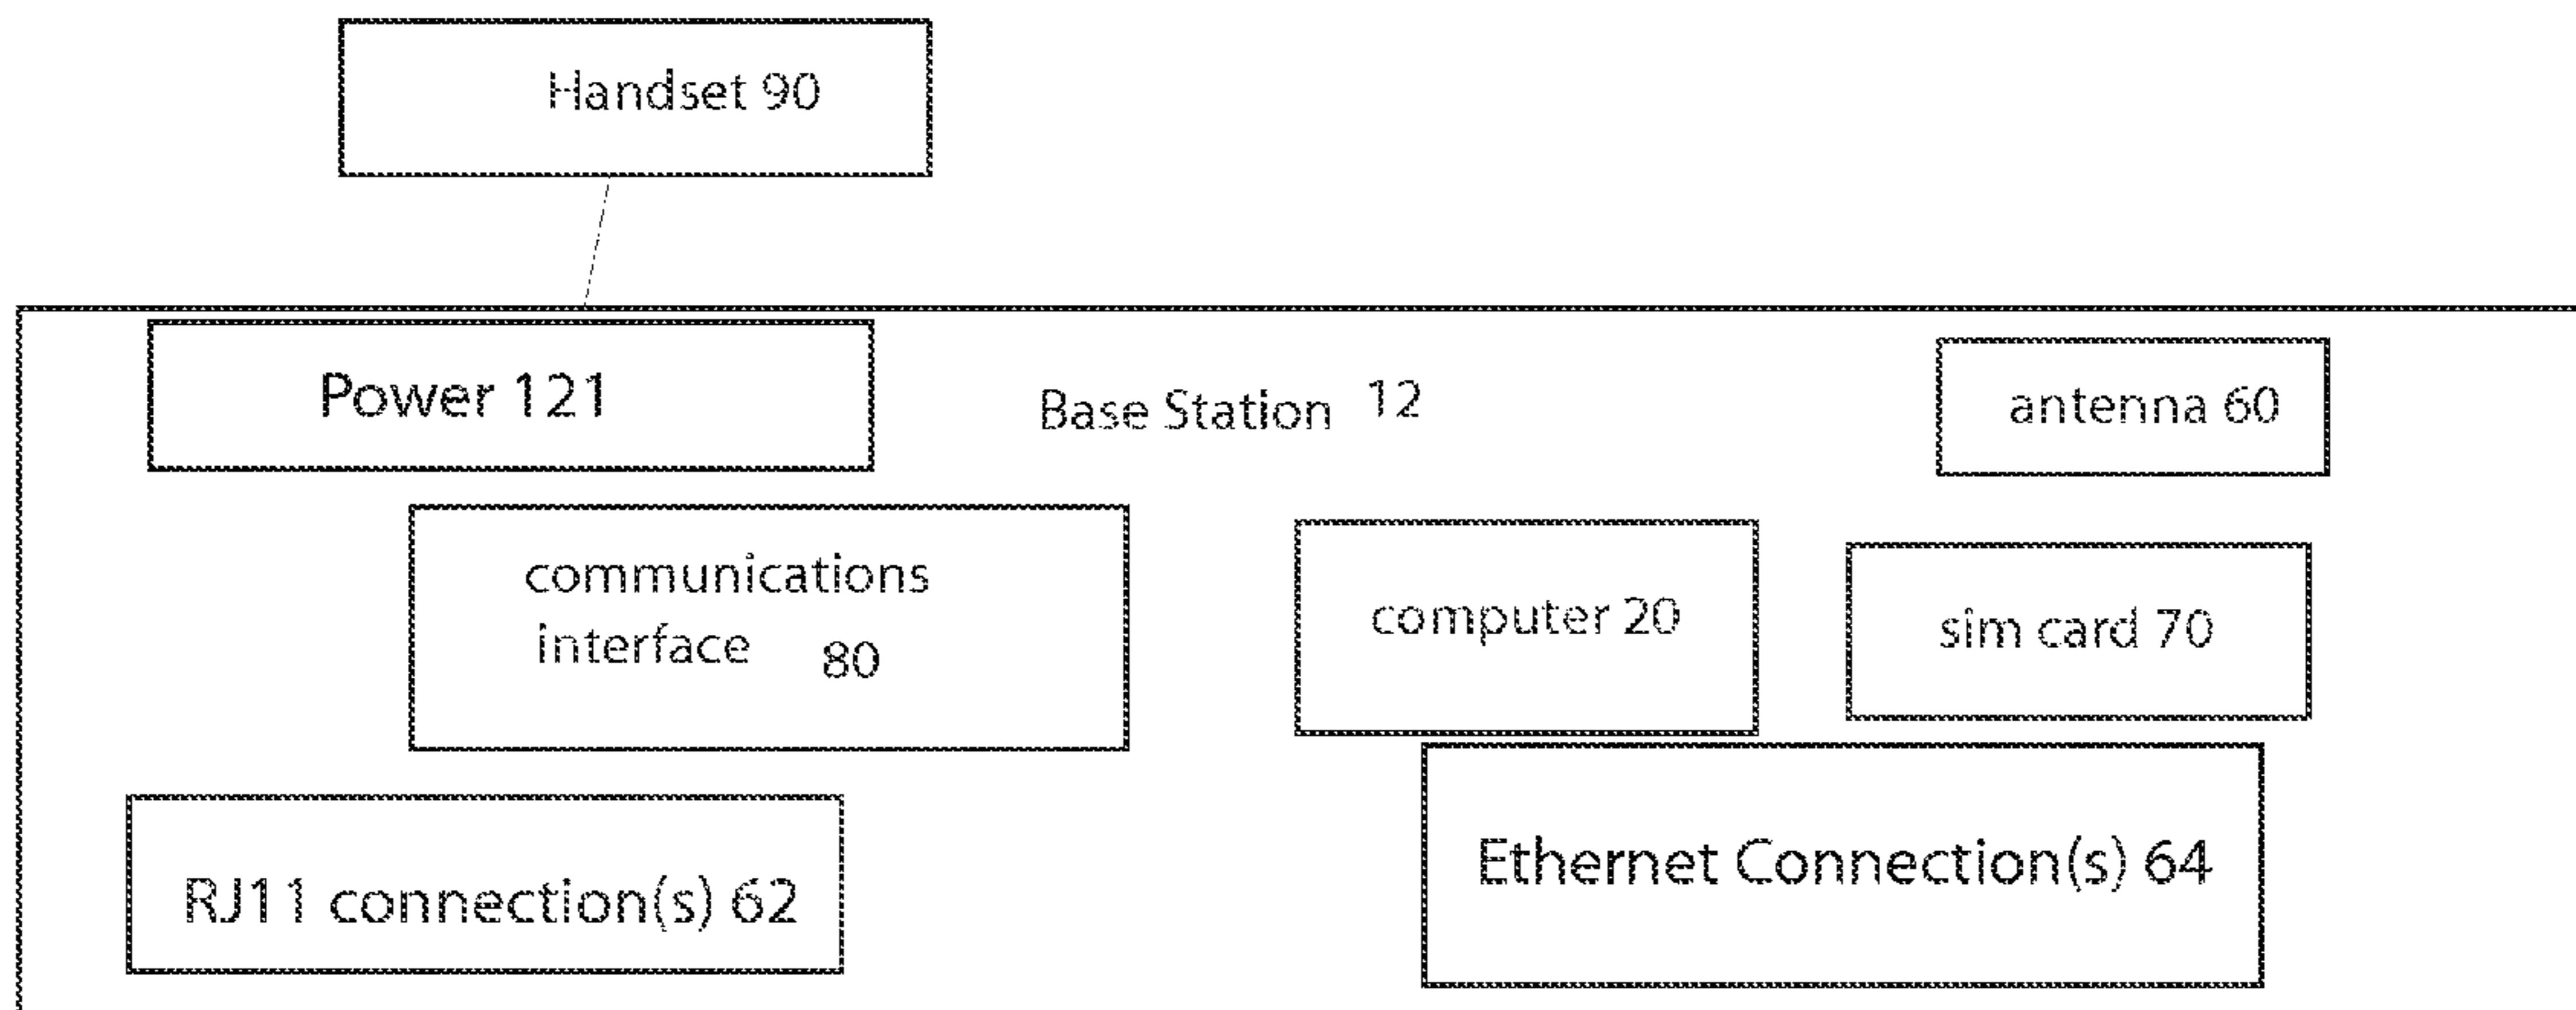 Handset 90
Power 121
Base Station 12
antenna 60
communications
interface 80
computer 20
sim card 70
RJ11 connection(s) 62
Ethernet Connection(s) 64